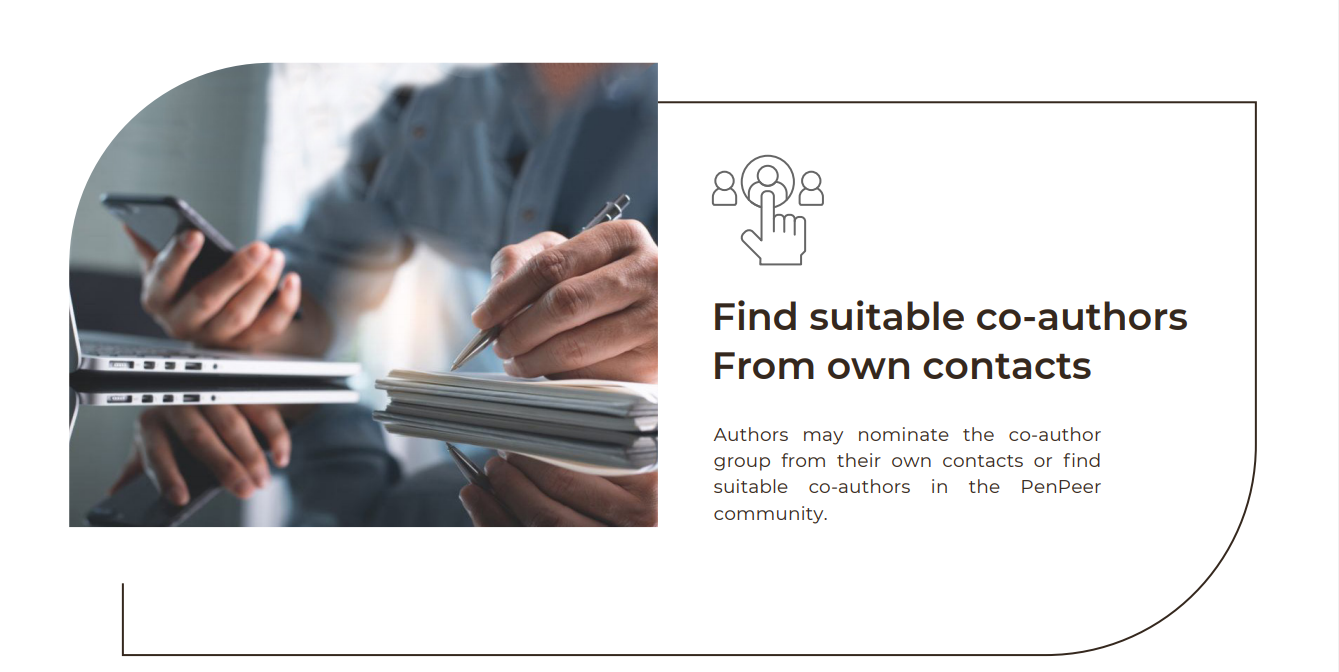 Find suitable co-authors
From own contacts
Authors may nominate the co-author
group from their own contacts or find
suitable co-authors in the PenPeer
community.